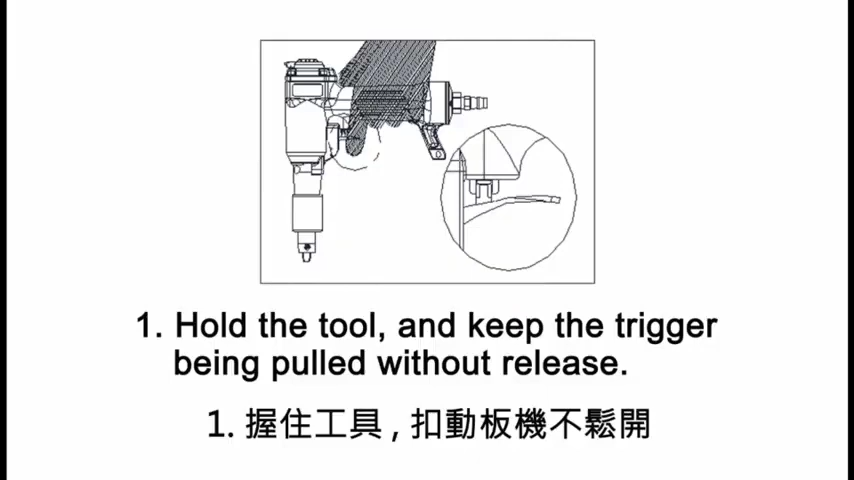 1. Hold the tool, and keep the trigger
being pulled without release.
1. 握住工具 , 扣動板機不鬆開